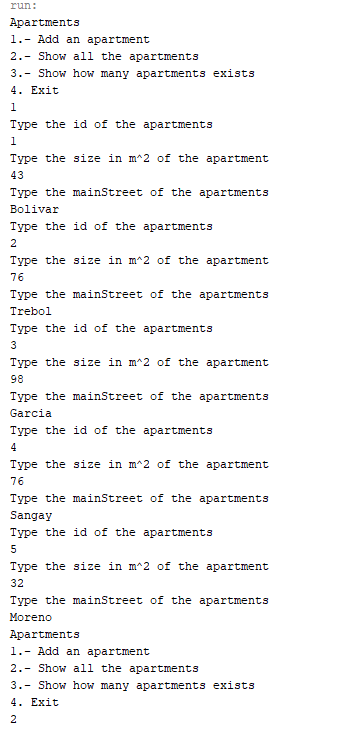 run:
Apartments
1.- Add an apartment
2.- Show all the apartments
3.- Show how many apartments exists
4. Exit
1
Type the id of the apartments
1
Type the size in m^2 of the apartment
43
Type the mainStreet of the apartments
Bolivar
Type the id of the apartments
2
Type the size in m^2 of the apartment
76
Type the mainStreet of the apartments
Trebol
Type the id of the apartments
3
Type the size in m^2 of the apartment
98
Type the mainStreet of the apartments
Garcia
Type the id of the apartments
4
Type the size in m^2 of the apartment
76
Type the mainStreet of the apartments
Sangay
Type the id of the apartments
5
Type the size in m^2 of the apartment
32
Type the mainStreet of the apartments
Moreno
Apartments
1.- Add an apartment
2.- Show all the apartments
3.- Show how many apartments exists
4. Exit
2